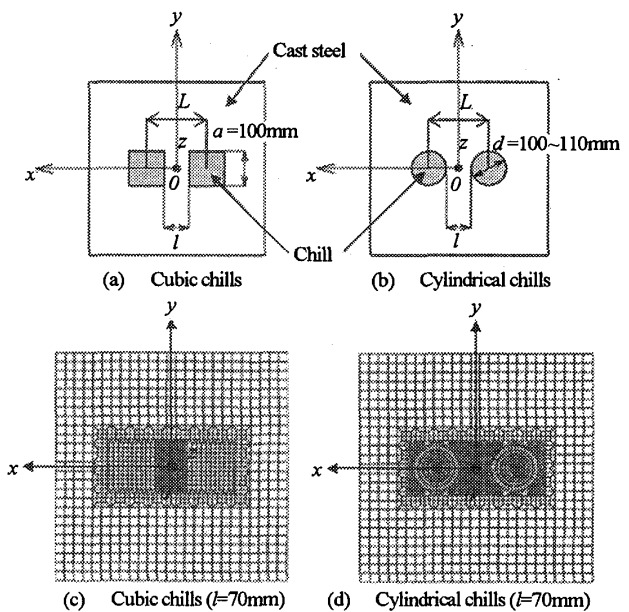 y
y
Cast steel
L
a=100mm
z
x
0
l
L
d=100~110mm
z
x
0
l
Chill
(a) Cubic chills
(b) Cylindrical chills
y
y
x
x
(c) Cubic chills (l=70mm)
(d) Cylindrical chills (l=70mm)